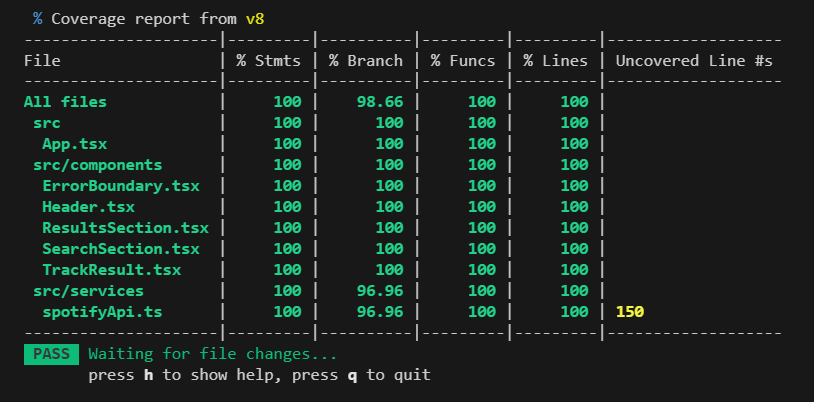 % Coverage report from v8
---------------------|---------|----------|---------|---------|-------------------
File                 | % Stmts | % Branch | % Funcs | % Lines | Uncovered Line #s
---------------------|---------|----------|---------|---------|-------------------
All files            |     100 |    98.66 |     100 |     100 |
 src                 |     100 |      100 |     100 |     100 |
  App.tsx            |     100 |      100 |     100 |     100 |
 src/components      |     100 |      100 |     100 |     100 |
  ErrorBoundary.tsx  |     100 |      100 |     100 |     100 |
  Header.tsx         |     100 |      100 |     100 |     100 |
  ResultsSection.tsx |     100 |      100 |     100 |     100 |
  SearchSection.tsx  |     100 |      100 |     100 |     100 |
  TrackResult.tsx    |     100 |      100 |     100 |     100 |
 src/services        |     100 |    96.96 |     100 |     100 |
  spotifyApi.ts      |     100 |    96.96 |     100 |     100 | 150
---------------------|---------|----------|---------|---------|-------------------
PASS Waiting for file changes...
press h to show help, press q to quit